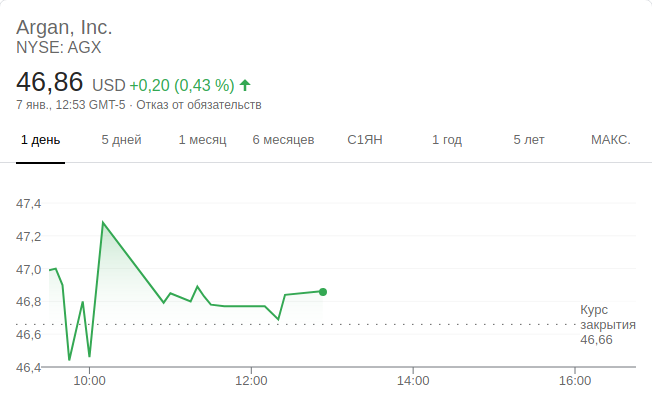 Argan, Inc.
NYSE: AGX
46,86 USD +0,20 (0,43 %)
7 янв., 12:53 GMT-5 · Отказ от обязательств
1 день 5 дней 1 месяц 6 месяцев С1ЯН 1 год 5 лет МАКС.
47,4
47,2
47,0
46,8
46,6
46,4
Курс
закрытия
46,66
10:00 12:00 14:00 16:00